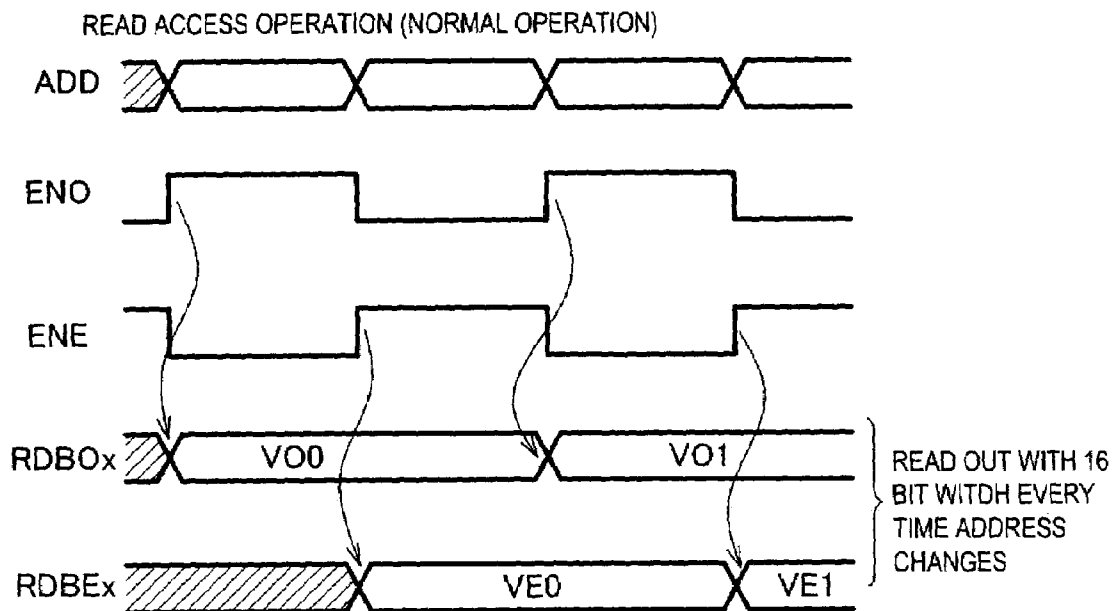 READ ACCESS OPERATION (NORMAL OPERATION)
ADD
ENO
ENE
RDBOx
VO0
VO1
RDBEx
VE0
VE1
READ OUT WITH 16
BIT WITDH EVERY
TIME ADDRESS
CHANGES